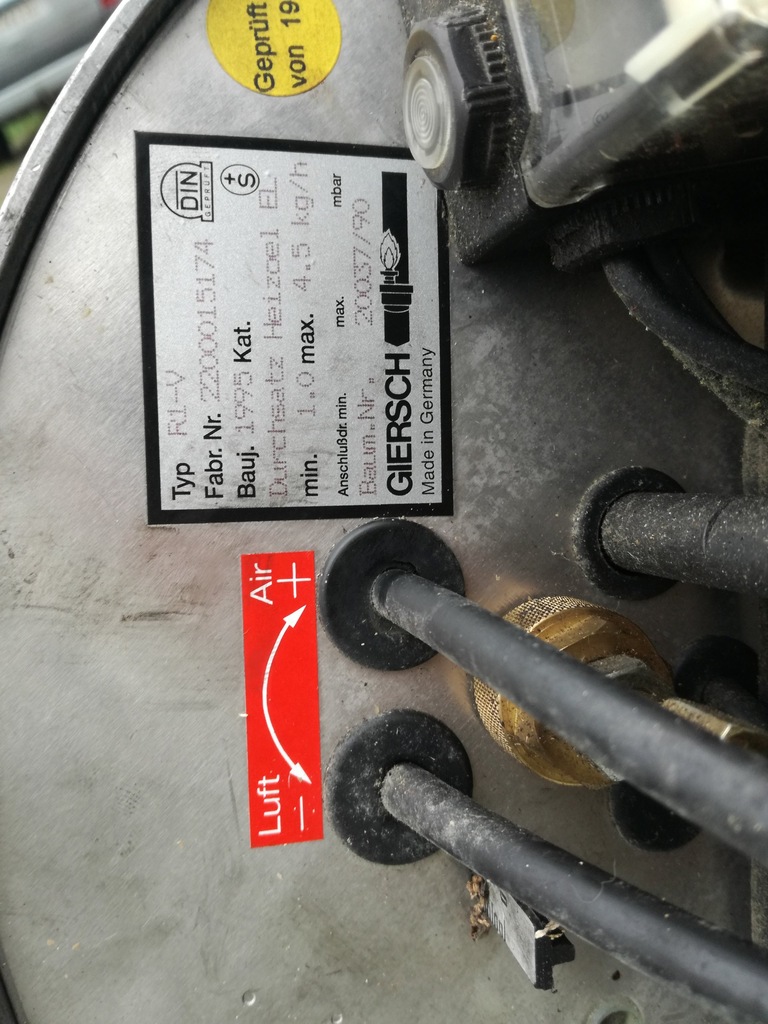 Geprüft
von 19
DIN
GEPRÜFT
+S
Typ R1-V
Fabr. Nr. 2200015174
Bauj. 1995 Kat.
Durchsatz Heizoel EL
min. 1.0 max. 4.5 kg/h
Anschlußdr. min. max. mbar
Baum.Nr. 20037/90
GIERSCH
Made in Germany
Luft Air
− +